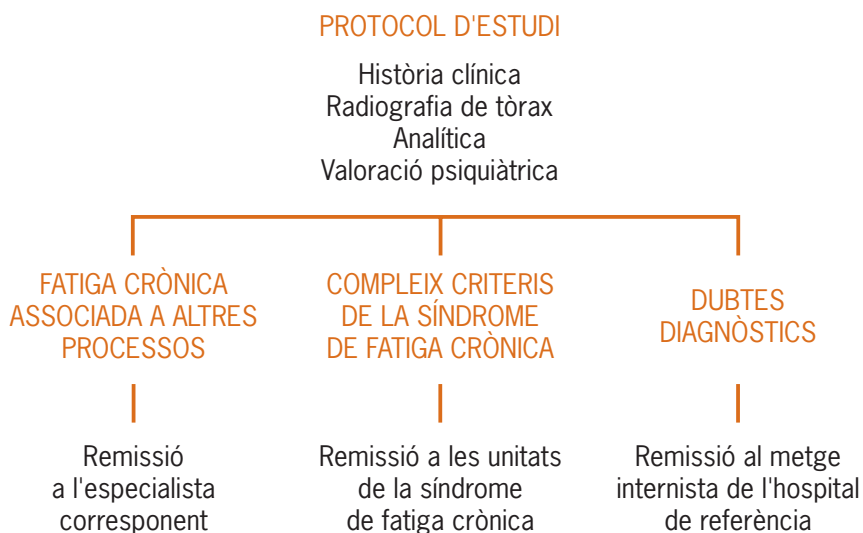 PROTOCOL D'ESTUDI
Història clínica
Radiografia de tòrax
Analítica
Valoració psiquiàtrica
FATIGA CRÒNICA
ASSOCIADA A ALTRES
PROCESSOS
COMPLEIX CRITERIS
DE LA SÍNDROME
DE FATIGA CRÒNICA
DUBTES
DIAGNÒSTICS
Remissió
a l'especialista
corresponent
Remissió a les unitats
de la síndrome
de fatiga crònica
Remissió al metge
internista de l'hospital
de referència